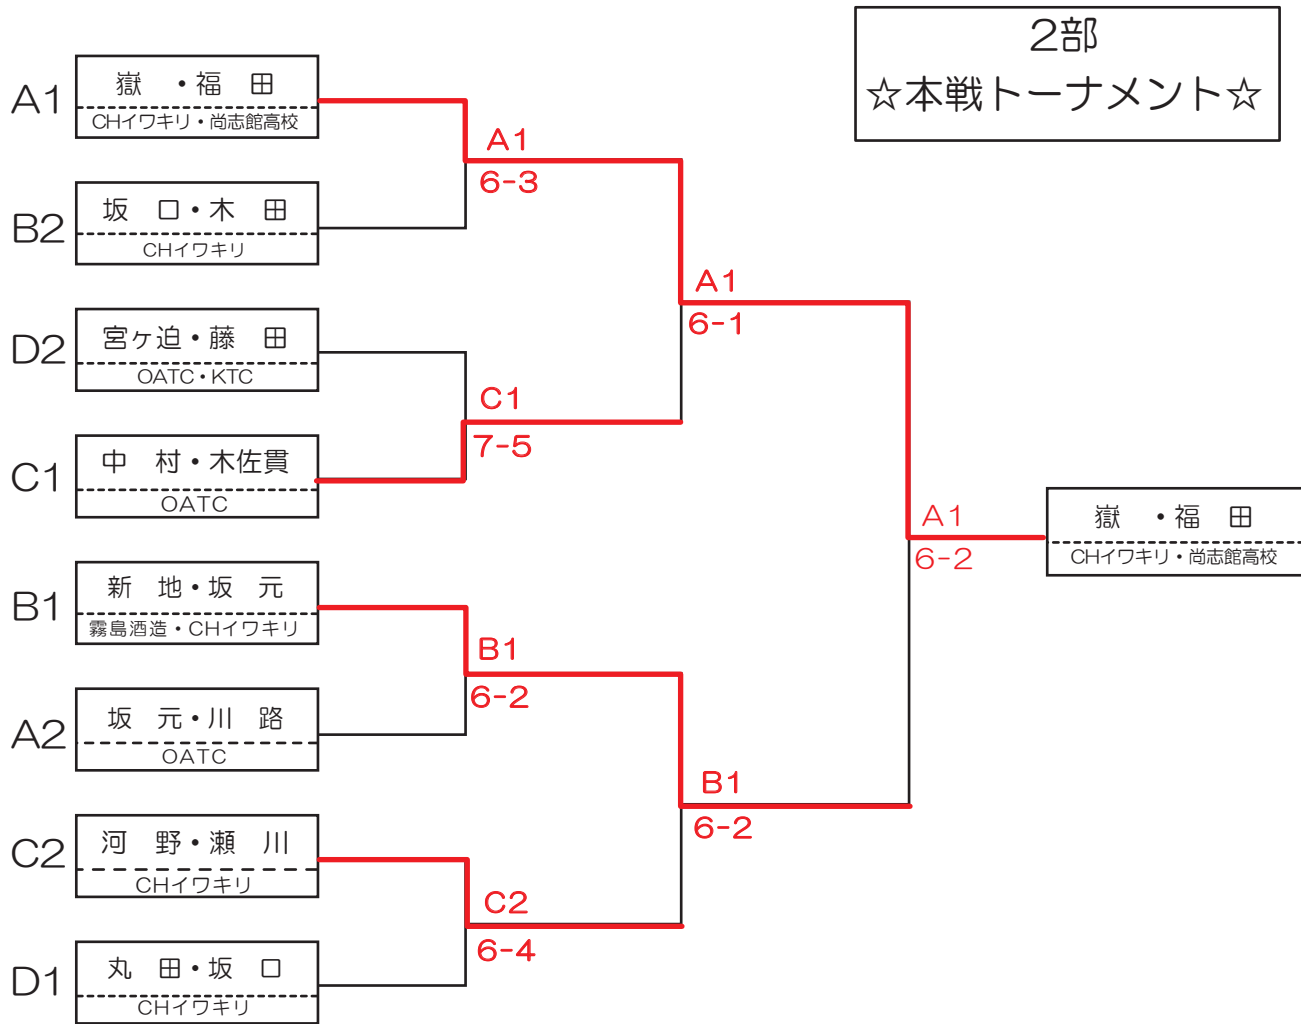 2部
☆本戦トーナメント☆
A1
嶽　・福　田
CHイワキリ・尚志館高校
A1
6-3
B2
坂　口・木　田
CHイワキリ
A1
6-1
D2
宮ヶ迫・藤　田
OATC・KTC
C1
7-5
C1
中　村・木佐貫
OATC
A1
6-2
嶽　・福　田
CHイワキリ・尚志館高校
B1
新　地・坂　元
霧島酒造・CHイワキリ
B1
6-2
A2
坂　元・川　路
OATC
B1
6-2
C2
河　野・瀬　川
CHイワキリ
C2
6-4
D1
丸　田・坂　口
CHイワキリ